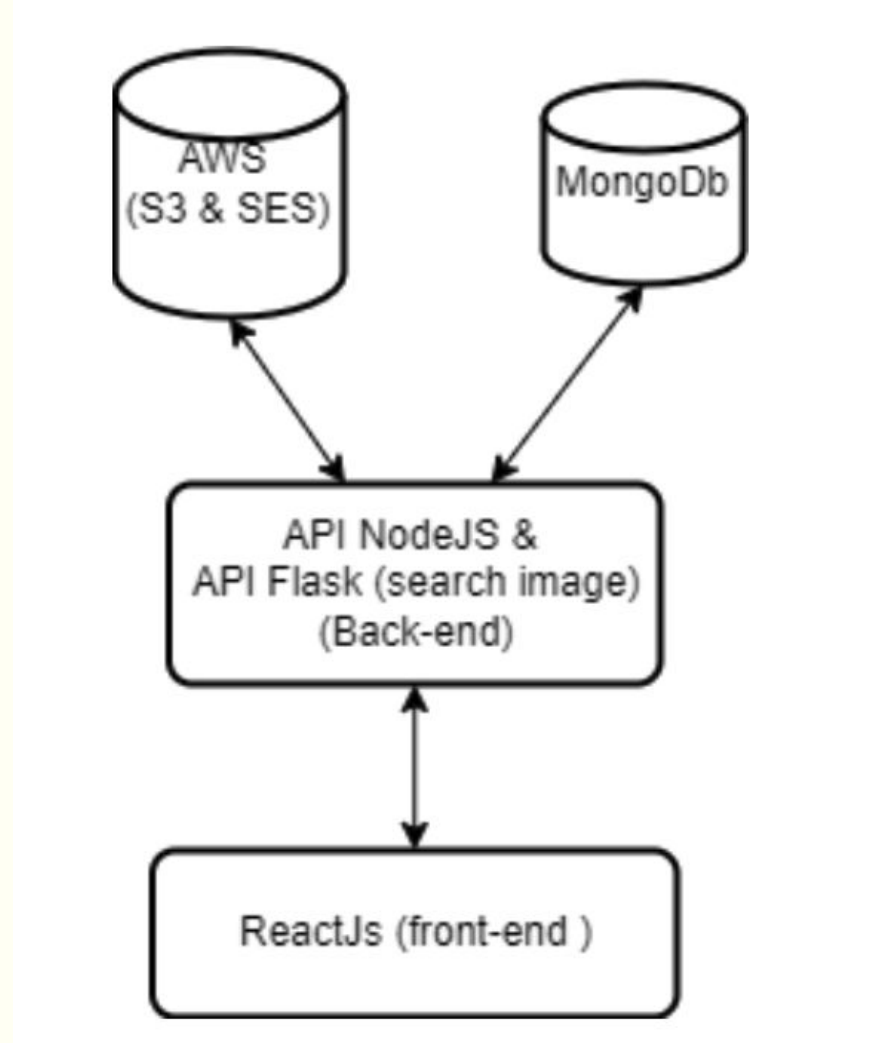 AWS
(S3 & SES)
MongoDb
API NodeJS &
API Flask (search image)
(Back-end)
ReactJs (front-end )